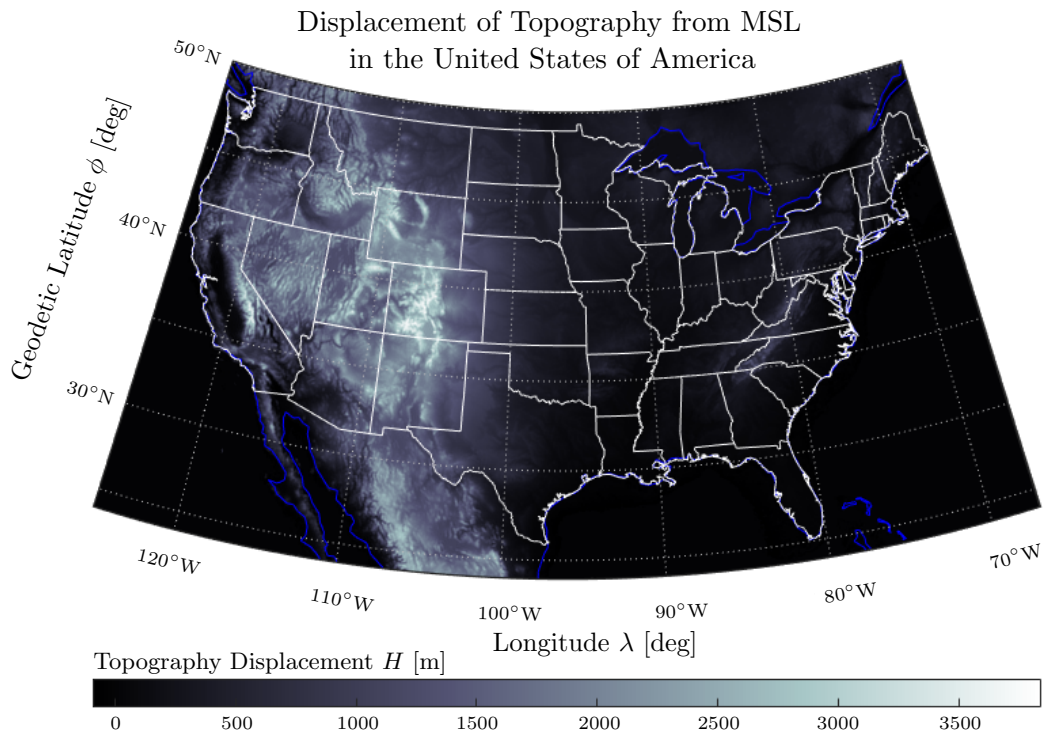 Displacement of Topography from MSL
in the United States of America
50°N
40°N
30°N
Geodetic Latitude ϕ [deg]
120°W
110°W
100°W
90°W
80°W
70°W
Longitude λ [deg]
Topography Displacement H [m]
0 500 1000 1500 2000 2500 3000 3500